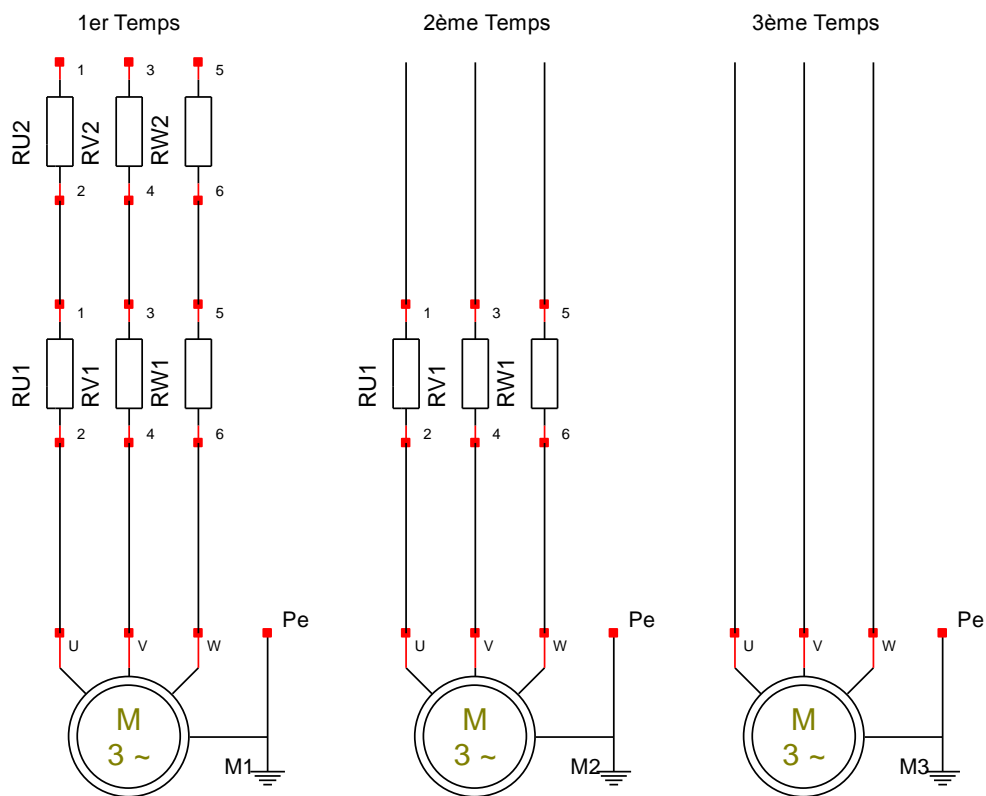 1er Temps 2ème Temps 3ème Temps
1 3 5
RU2 RV2 RW2
2 4 6
1 3 5 1 3 5
RU1 RV1 RW1 RU1 RV1 RW1
2 4 6 2 4 6
Pe Pe Pe
U V W U V W U V W
M M M
3 ~ 3 ~ 3 ~
M1 M2 M3